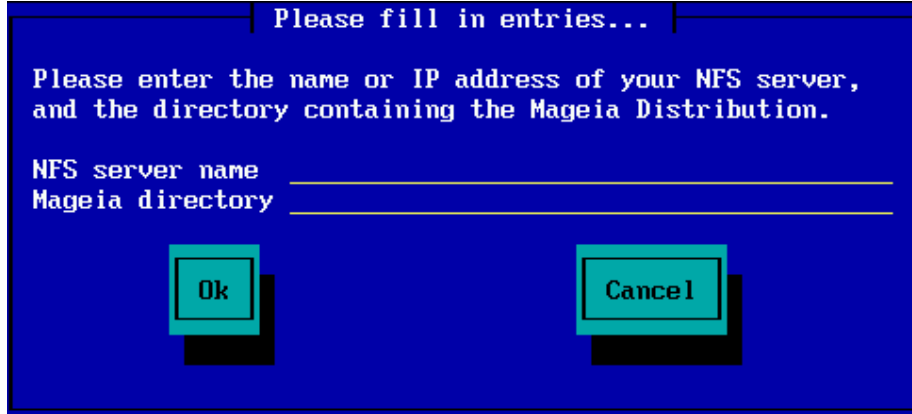 Please fill in entries...
Please enter the name or IP address of your NFS server,
and the directory containing the Mageia Distribution.
NFS server name
Mageia directory
Ok
Cancel